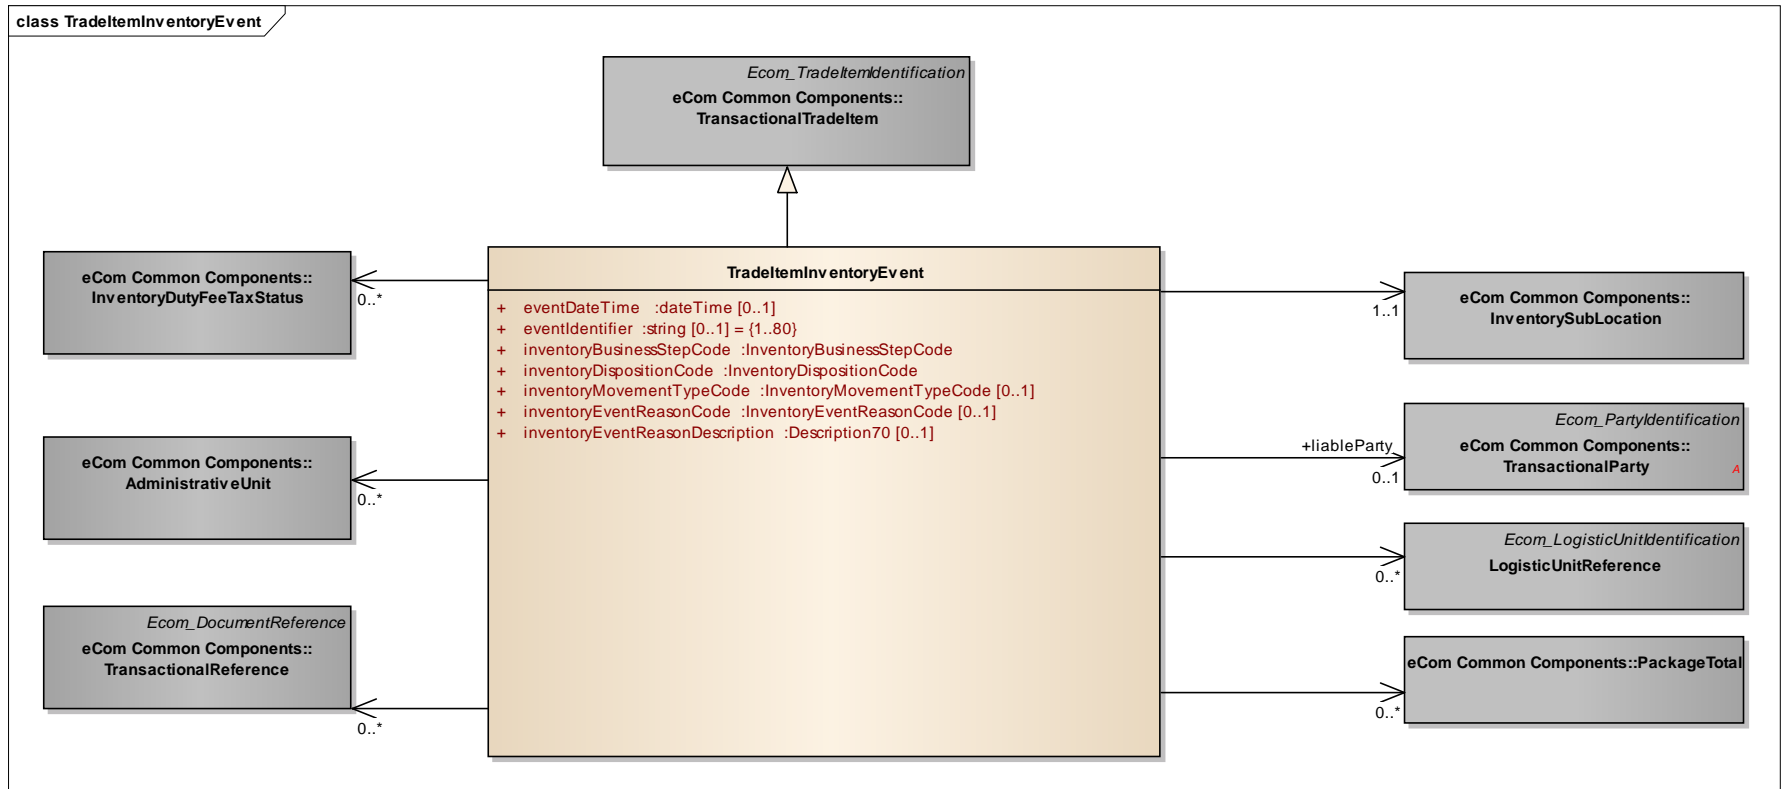 class TradeItemInventoryEvent
Ecom_TradeItemIdentification
eCom Common Components::
TransactionalTradeItem
eCom Common Components::
InventoryDutyFeeTaxStatus
0..*
eCom Common Components::
AdministrativeUnit
0..*
Ecom_DocumentReference
eCom Common Components::
TransactionalReference
0..*
TradeItemInventoryEvent
+ eventDateTime :dateTime [0..1]
+ eventIdentifier :string [0..1] = {1..80}
+ inventoryBusinessStepCode :InventoryBusinessStepCode
+ inventoryDispositionCode :InventoryDispositionCode
+ inventoryMovementTypeCode :InventoryMovementTypeCode [0..1]
+ inventoryEventReasonCode :InventoryEventReasonCode [0..1]
+ inventoryEventReasonDescription :Description70 [0..1]
eCom Common Components::
InventorySubLocation
1..1
Ecom_PartyIdentification
eCom Common Components::
TransactionalParty
A
+liableParty
0..1
Ecom_LogisticUnitIdentification
LogisticUnitReference
0..*
eCom Common Components::PackageTotal
0..*